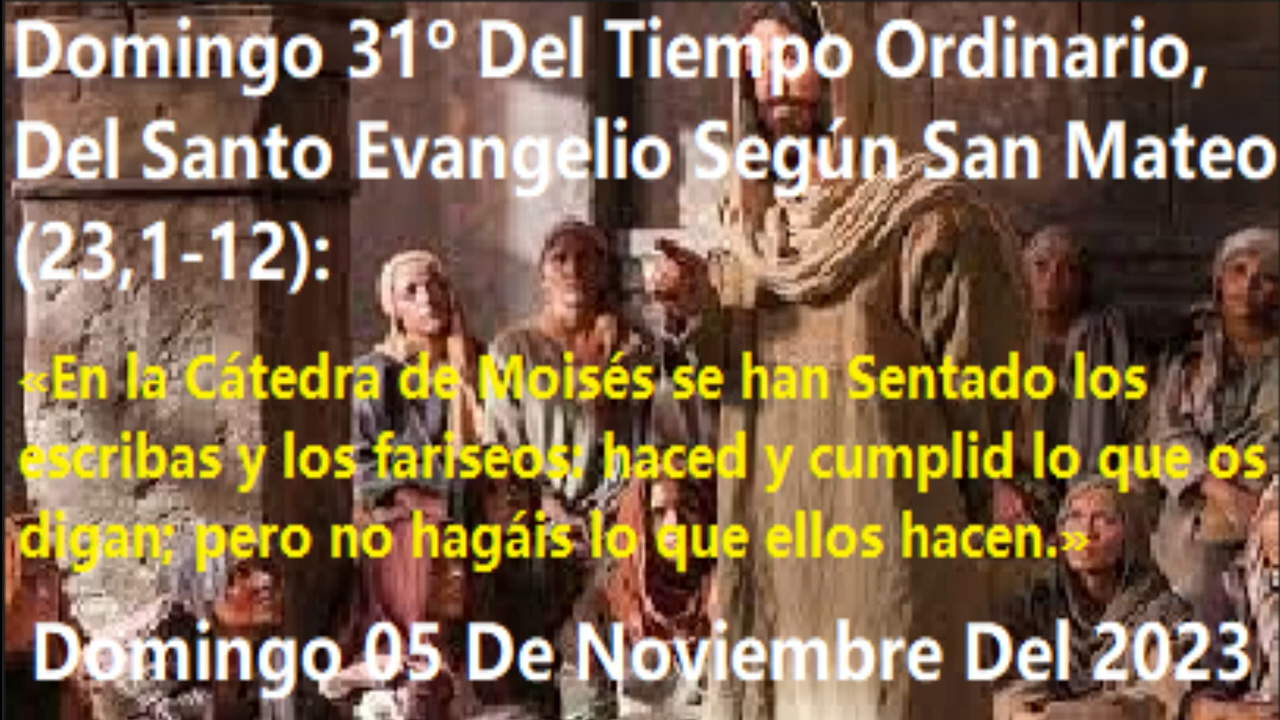 Domingo 31º Del Tiempo Ordinario,
Del Santo Evangelio Según San Mateo
(23,1-12):
«En la Cátedra de Moisés se han Sentado los
escribas y los fariseos; haced y cumplid lo que os
digan; pero no hagáis lo que ellos hacen.»
Domingo 05 De Noviembre Del 2023